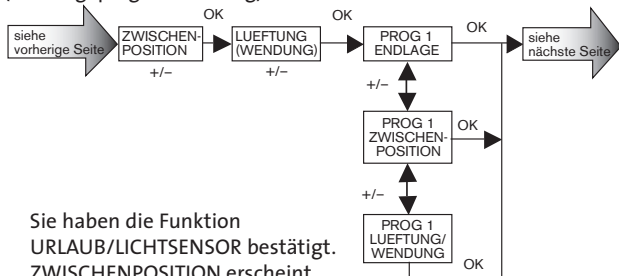 OK
OK
siehe
vorherige Seite
ZWISCHEN-
POSITION
+/–
LUEFTUNG
(WENDUNG)
+/–
PROG 1
ENDLAGE
OK
siehe
nächste Seite
+/–
PROG 1
ZWISCHEN-
POSITION
OK
+/–
PROG 1
LUEFTUNG/
WENDUNG
OK
Sie haben die Funktion
URLAUB/LICHTSENSOR bestätigt.
ZWISCHENPOSITION erscheint